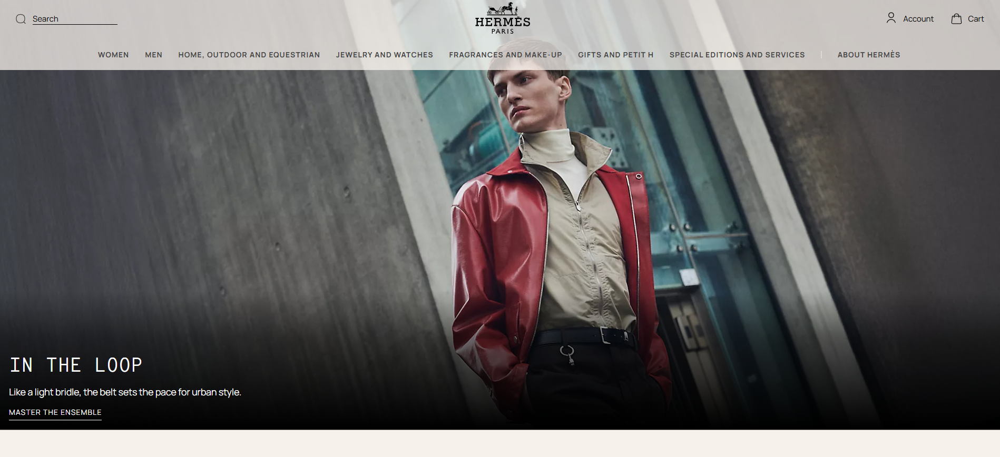 Search
HERMÈS
PARIS
Account
Cart
WOMEN
MEN
HOME, OUTDOOR AND EQUESTRIAN
JEWELRY AND WATCHES
FRAGRANCES AND MAKE-UP
GIFTS AND PETIT H
SPECIAL EDITIONS AND SERVICES
ABOUT HERMÈS
IN THE LOOP
Like a light bridle, the belt sets the pace for urban style.
MASTER THE ENSEMBLE